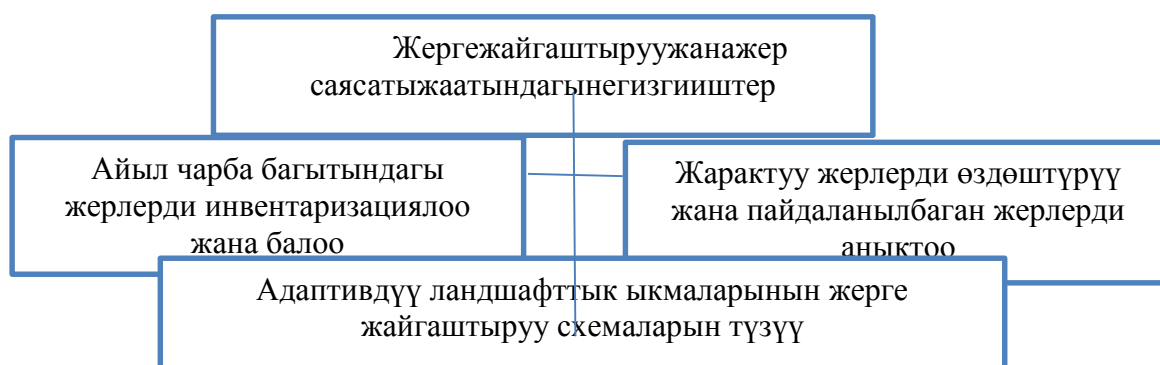 Жергежайгаштыруужанажер
саясатыжаатындагынегизгииштер
Айыл чарба багытындагы
жерлерди инвентаризациялоо
жана балоо
Жарактуу жерлерди өздөштүрүү
жана пайдаланылбаган жерлерди
аныктоо
Адаптивдүү ландшафттык ыкмаларынын жерге
жайгаштыруу схемаларын түзүү